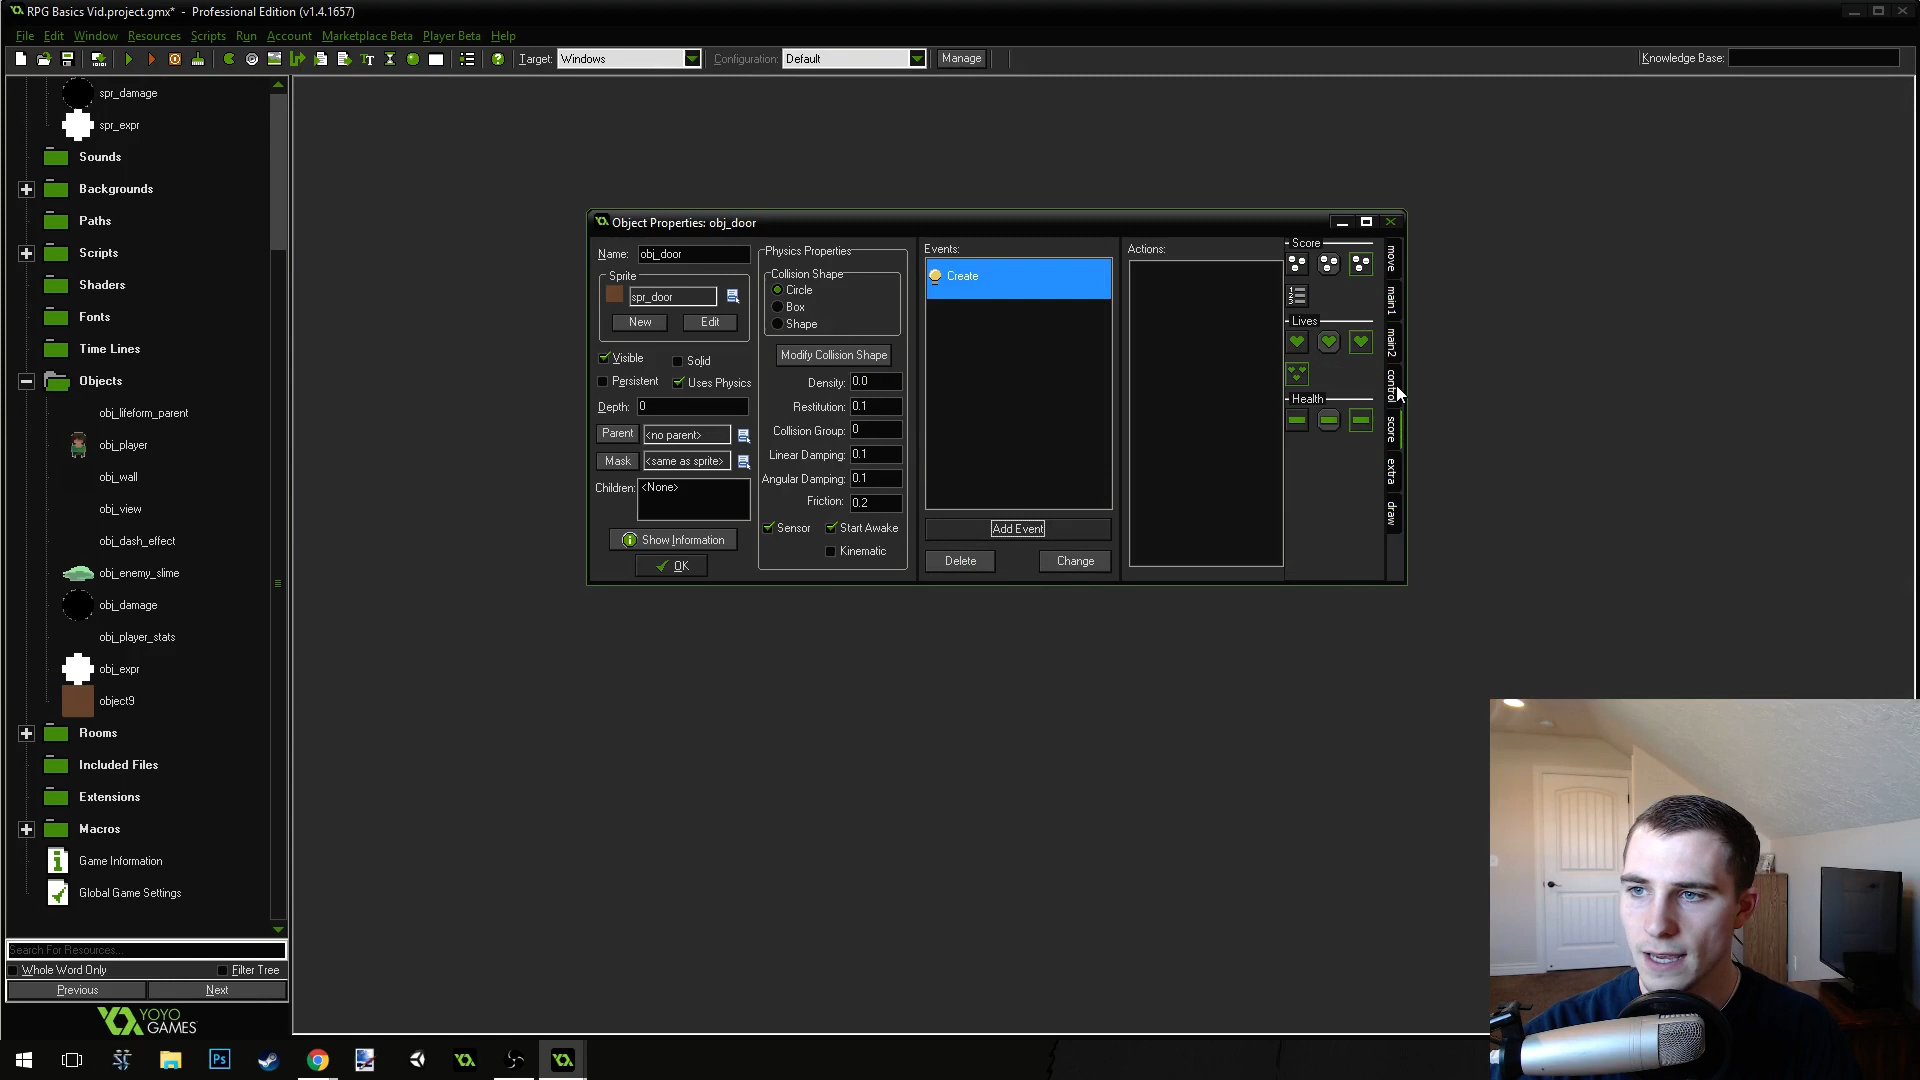 RPG Basics Vid.project.gmx* - Professional Edition (v1.4.1657)
File Edit Window Resources Scripts Run Account Marketplace Beta Player Beta Help
Target: Windows Configuration: Default Manage Knowledge Base:
spr_damage
spr_expr
Sounds
Backgrounds
Paths
Scripts
Shaders
Fonts
Time Lines
Objects
obj_lifeform_parent
obj_player
obj_wall
obj_view
obj_dash_effect
obj_enemy_slime
obj_damage
obj_player_stats
obj_expr
object9
Rooms
Included Files
Extensions
Macros
Game Information
Global Game Settings
Search For Resources...
Whole Word Only Filter Tree
Previous Next
YOYO
GAMES
Object Properties: obj_door
Name: obj_door
Sprite
spr_door
New Edit
Visible Solid
Persistent Uses Physics
Depth: 0
Parent <no parent>
Mask <same as sprite>
Children: <None>
Show Information
OK
Physics Properties
Collision Shape
Circle
Box
Shape
Modify Collision Shape
Density: 0.0
Restitution: 0.1
Collision Group: 0
Linear Damping: 0.1
Angular Damping: 0.1
Friction: 0.2
Sensor Start Awake
Kinematic
Events:
Create
Add Event
Delete Change
Actions:
Score
Lives
Health
move
main1
main2
control
score
extra
draw
Ps